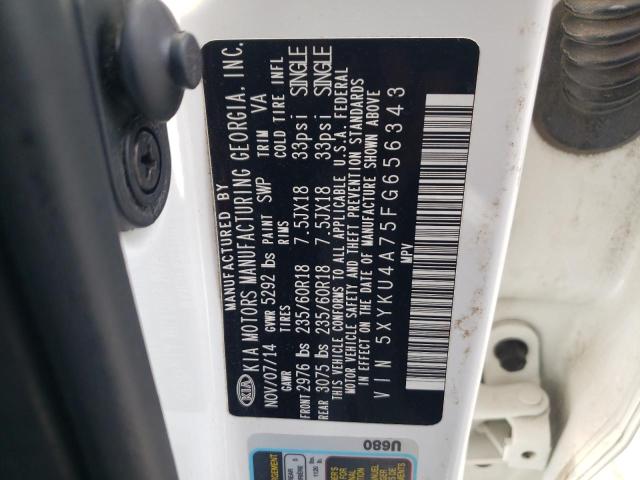 MANUFACTURED BY
KIA KIA MOTORS MANUFACTURING GEORGIA, INC.
NOV/07/14 GVWR 5292 lbs PAINT SWP TRIM VA
GAWR TIRES RIMS COLD TIRE INFL
FRONT 2976 lbs 235/60R18 7.5JX18 33psi SINGLE
REAR 3075 lbs 235/60R18 7.5JX18 33psi SINGLE
THIS VEHICLE CONFORMS TO ALL APPLICABLE U.S.A. FEDERAL
MOTOR VEHICLE SAFETY AND THEFT PREVENTION STANDARDS
IN EFFECT ON THE DATE OF MANUFACTURE SHOWN ABOVE
VIN 5XYKU4A75FG656343
MPV
U680